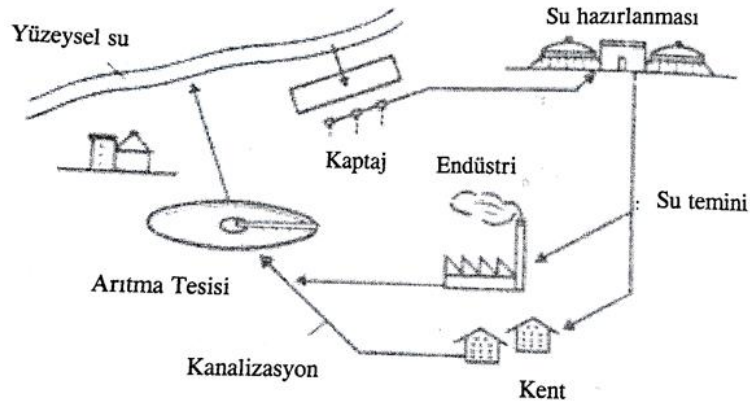 Su hazırlanması
Yüzeysel su
Kaptaj
Endüstri
Su temini
Arıtma Tesisi
Kanalizasyon
Kent